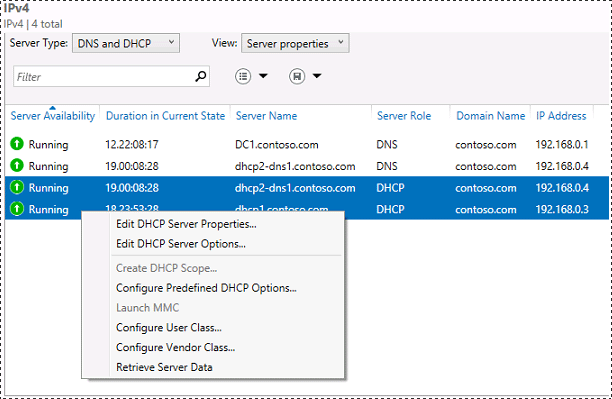 IPv4
IPv4 | 4 total
Server Type: DNS and DHCP View: Server properties
Filter
Server Availability Duration in Current State Server Name Server Role Domain Name IP Address
Running 12.22:08:17 DC1.contoso.com DNS contoso.com 192.168.0.1
Running 19.00:08:28 dhcp2-dns1.contoso.com DNS contoso.com 192.168.0.4
Running 19.00:08:28 dhcp2-dns1.contoso.com DHCP contoso.com 192.168.0.4
Running 18.23:53:28 dhcp1.contoso.com DHCP contoso.com 192.168.0.3
Edit DHCP Server Properties...
Edit DHCP Server Options...
Create DHCP Scope...
Configure Predefined DHCP Options...
Launch MMC
Configure User Class...
Configure Vendor Class...
Retrieve Server Data